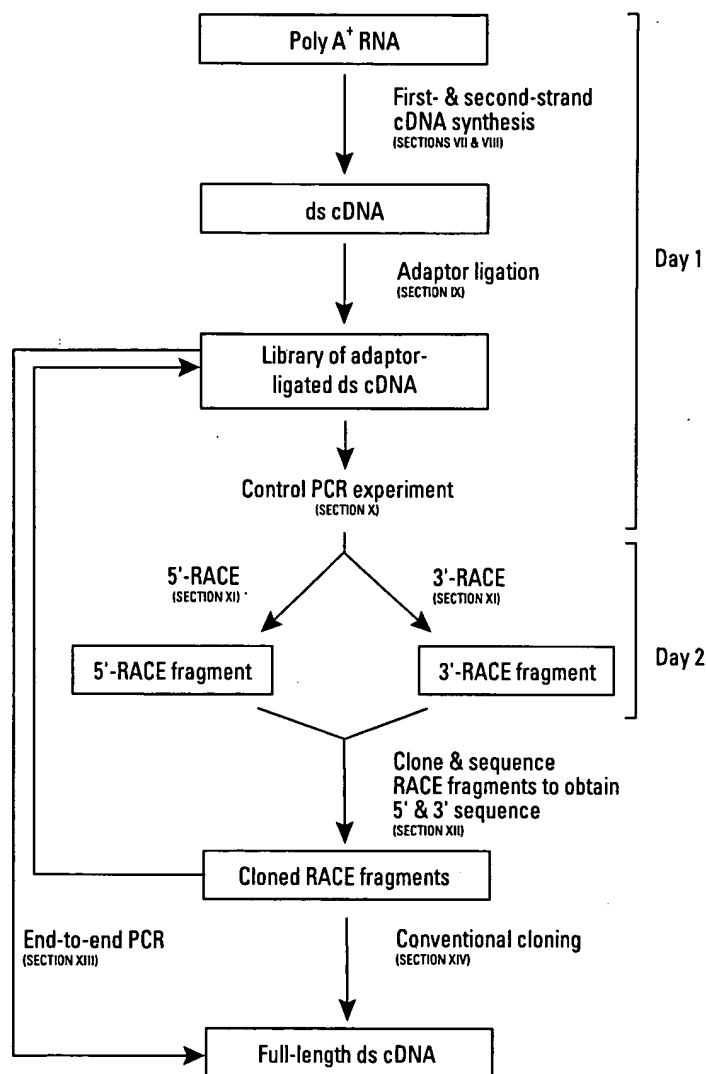 Poly A+ RNA
First- & second-strand
cDNA synthesis
(SECTIONS VII & VIII)
ds cDNA
Adaptor ligation
(SECTION IX)
Day 1
Library of adaptor-
ligated ds cDNA
Control PCR experiment
(SECTION X)
5'-RACE
(SECTION XI)
3'-RACE
(SECTION XI)
5'-RACE fragment
3'-RACE fragment
Day 2
Clone & sequence
RACE fragments to obtain
5' & 3' sequence
(SECTION XII)
Cloned RACE fragments
End-to-end PCR
(SECTION XIII)
Conventional cloning
(SECTION XIV)
Full-length ds cDNA